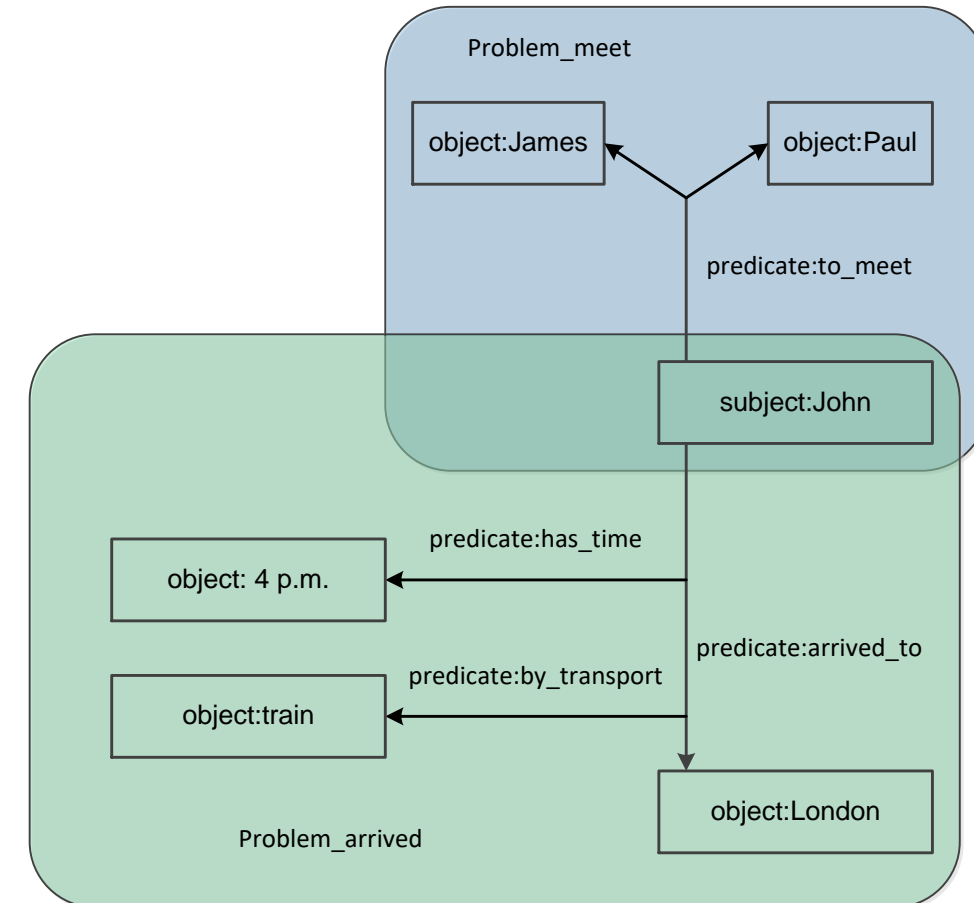 Problem_meet
object:James
object:Paul
predicate:to_meet
subject:John
predicate:has_time
object: 4 p.m.
predicate:arrived_to
predicate:by_transport
object:train
object:London
Problem_arrived